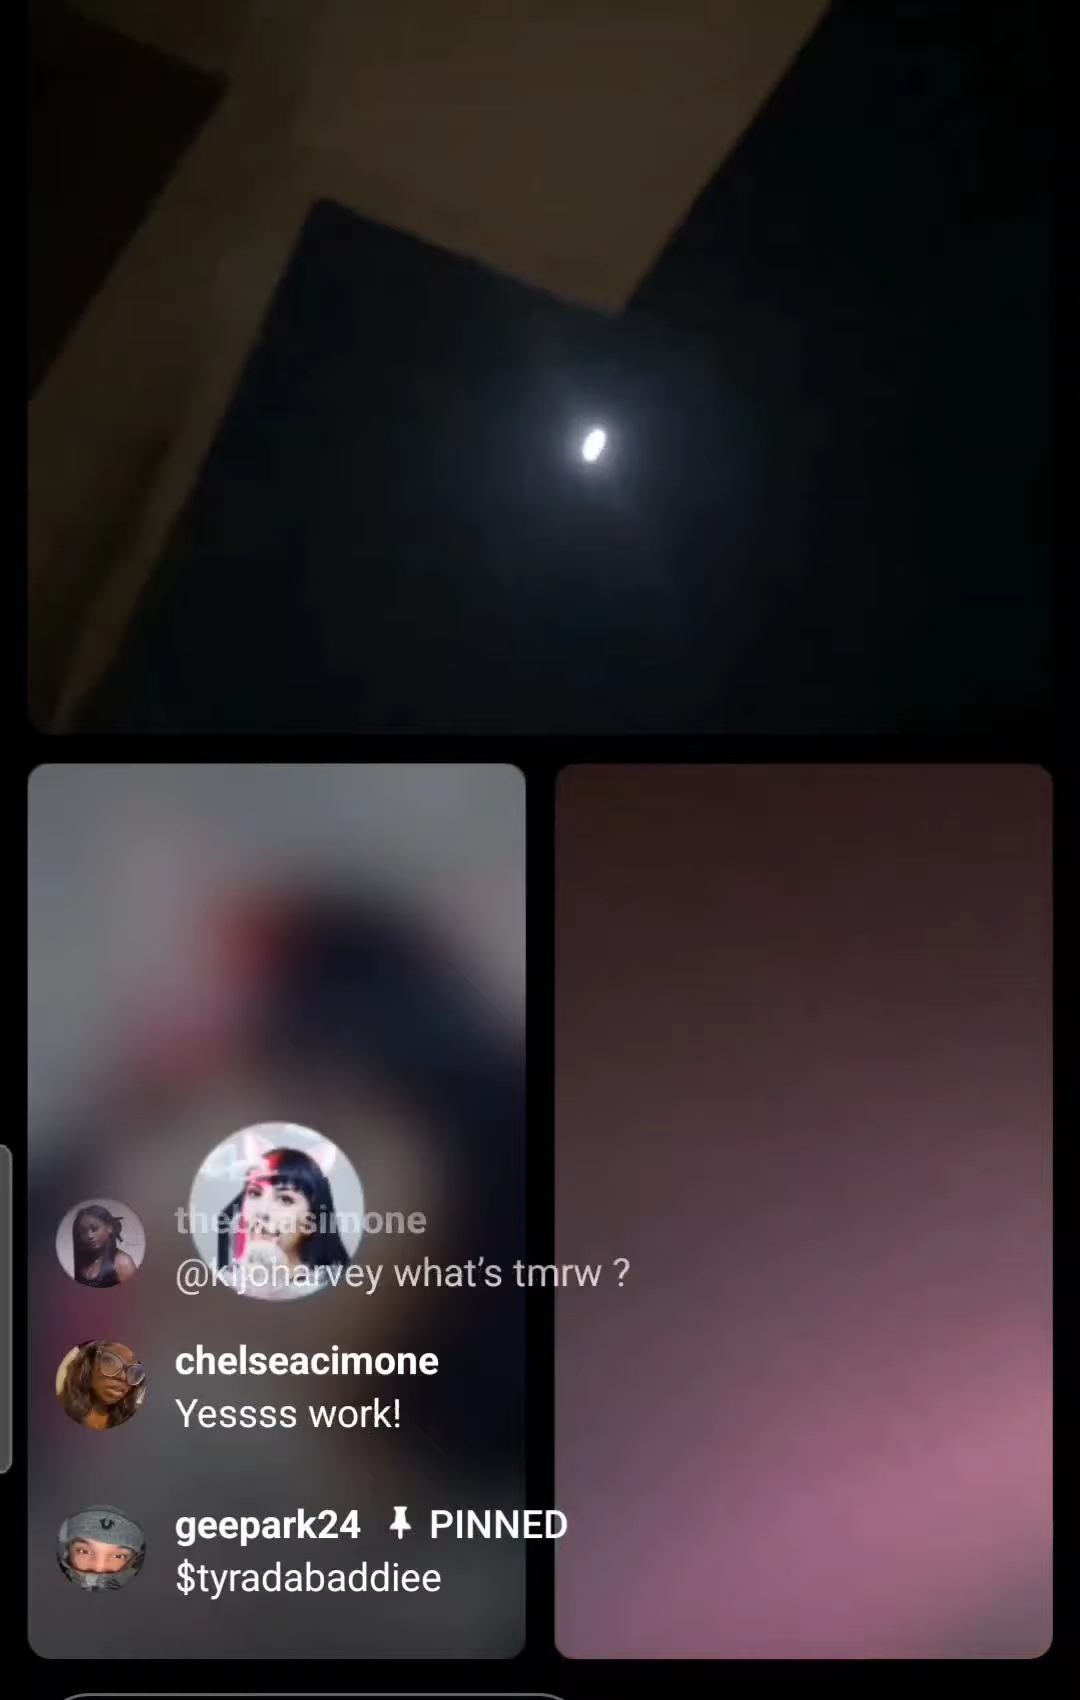 @kijoharvey what's tmrw ?
chelseacimone
Yessss work!
geepark24 PINNED
$tyradabaddiee